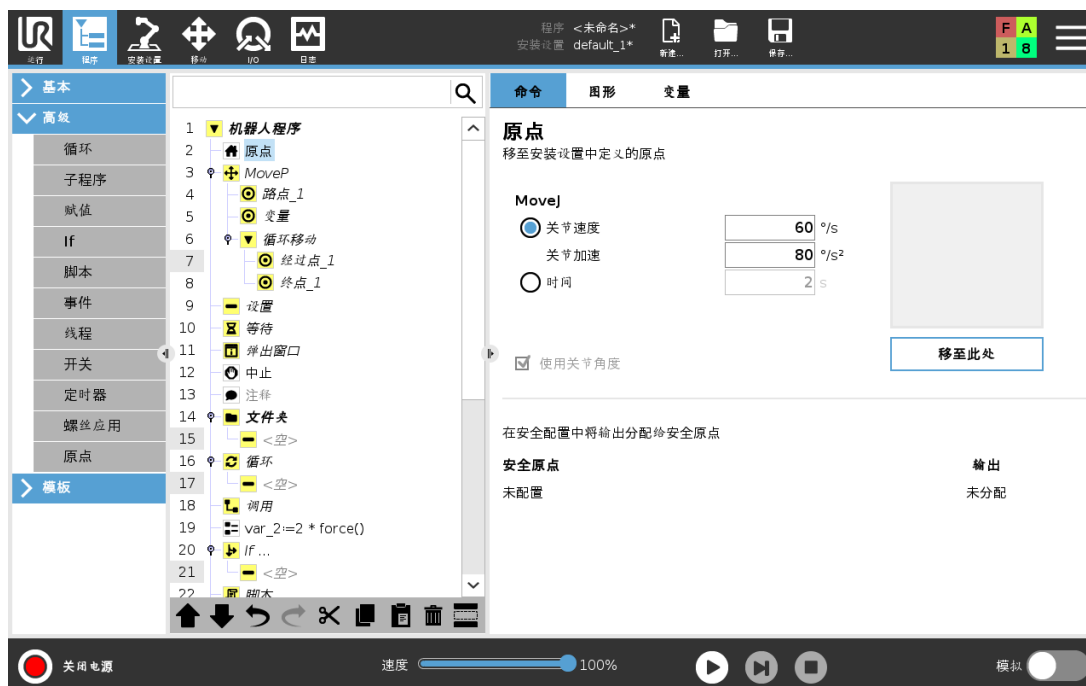 UR
程序 <未命名>*
安装设置 default_1*
运行 程序 安装设置 移动 I/O 日志
新建... 打开... 保存...
F A
1 8
基本
高级
循环
子程序
赋值
If
脚本
事件
线程
开关
定时器
螺丝应用
原点
模板
1 机器人程序
2 原点
3 MoveP
4 路点_1
5 变量
6 循环移动
7 经过点_1
8 终点_1
9 设置
10 等待
11 弹出窗口
12 中止
13 注释
14 文件夹
15 <空>
16 循环
17 <空>
18 调用
19 var_2:=2 * force()
20 If ...
21 <空>
22 脚本
命令 图形 变量
原点
移至安装设置中定义的原点
MoveJ
关节速度 60 °/s
关节加速 80 °/s²
时间 2 s
使用关节角度
移至此处
在安全配置中将输出分配给安全原点
安全原点 输出
未配置 未分配
关闭电源
速度 100%
模拟